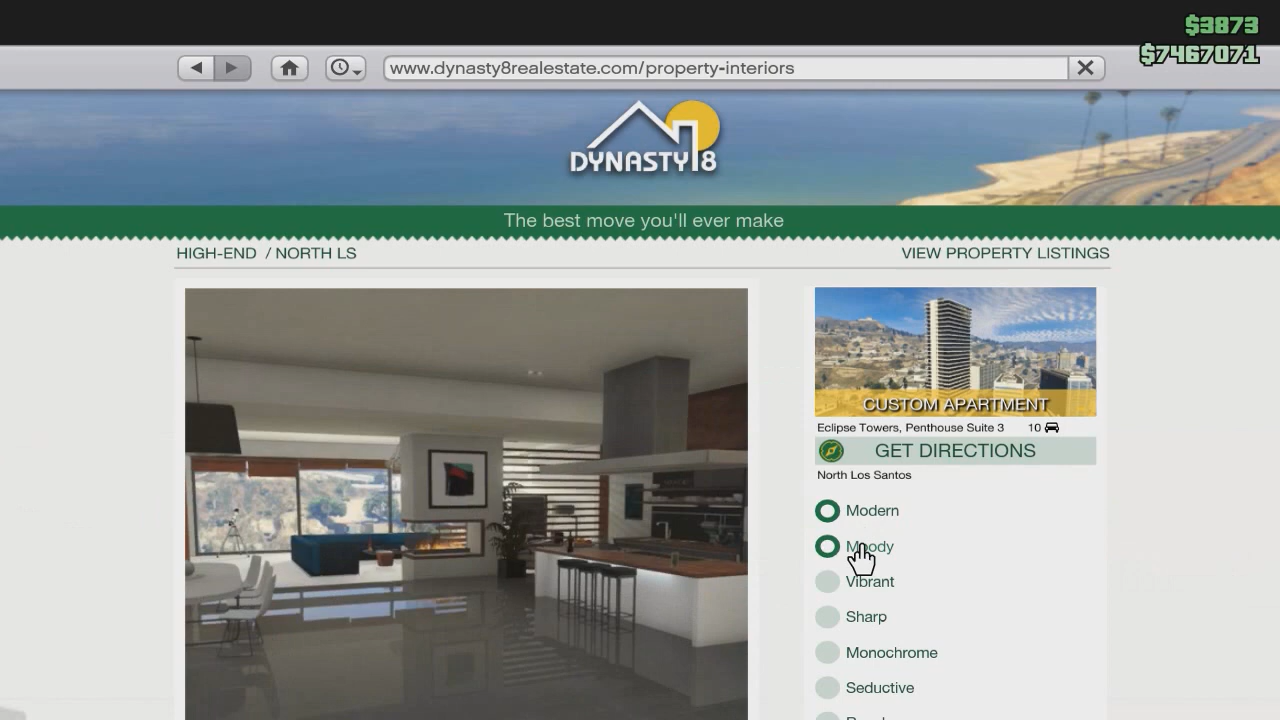 $3873
$7467071
www.dynasty8realestate.com/property-interiors
DYNASTY 8
The best move you'll ever make
HIGH-END / NORTH LS
VIEW PROPERTY LISTINGS
CUSTOM APARTMENT
Eclipse Towers, Penthouse Suite 3 10
GET DIRECTIONS
North Los Santos
Modern
Moody
Vibrant
Sharp
Monochrome
Seductive